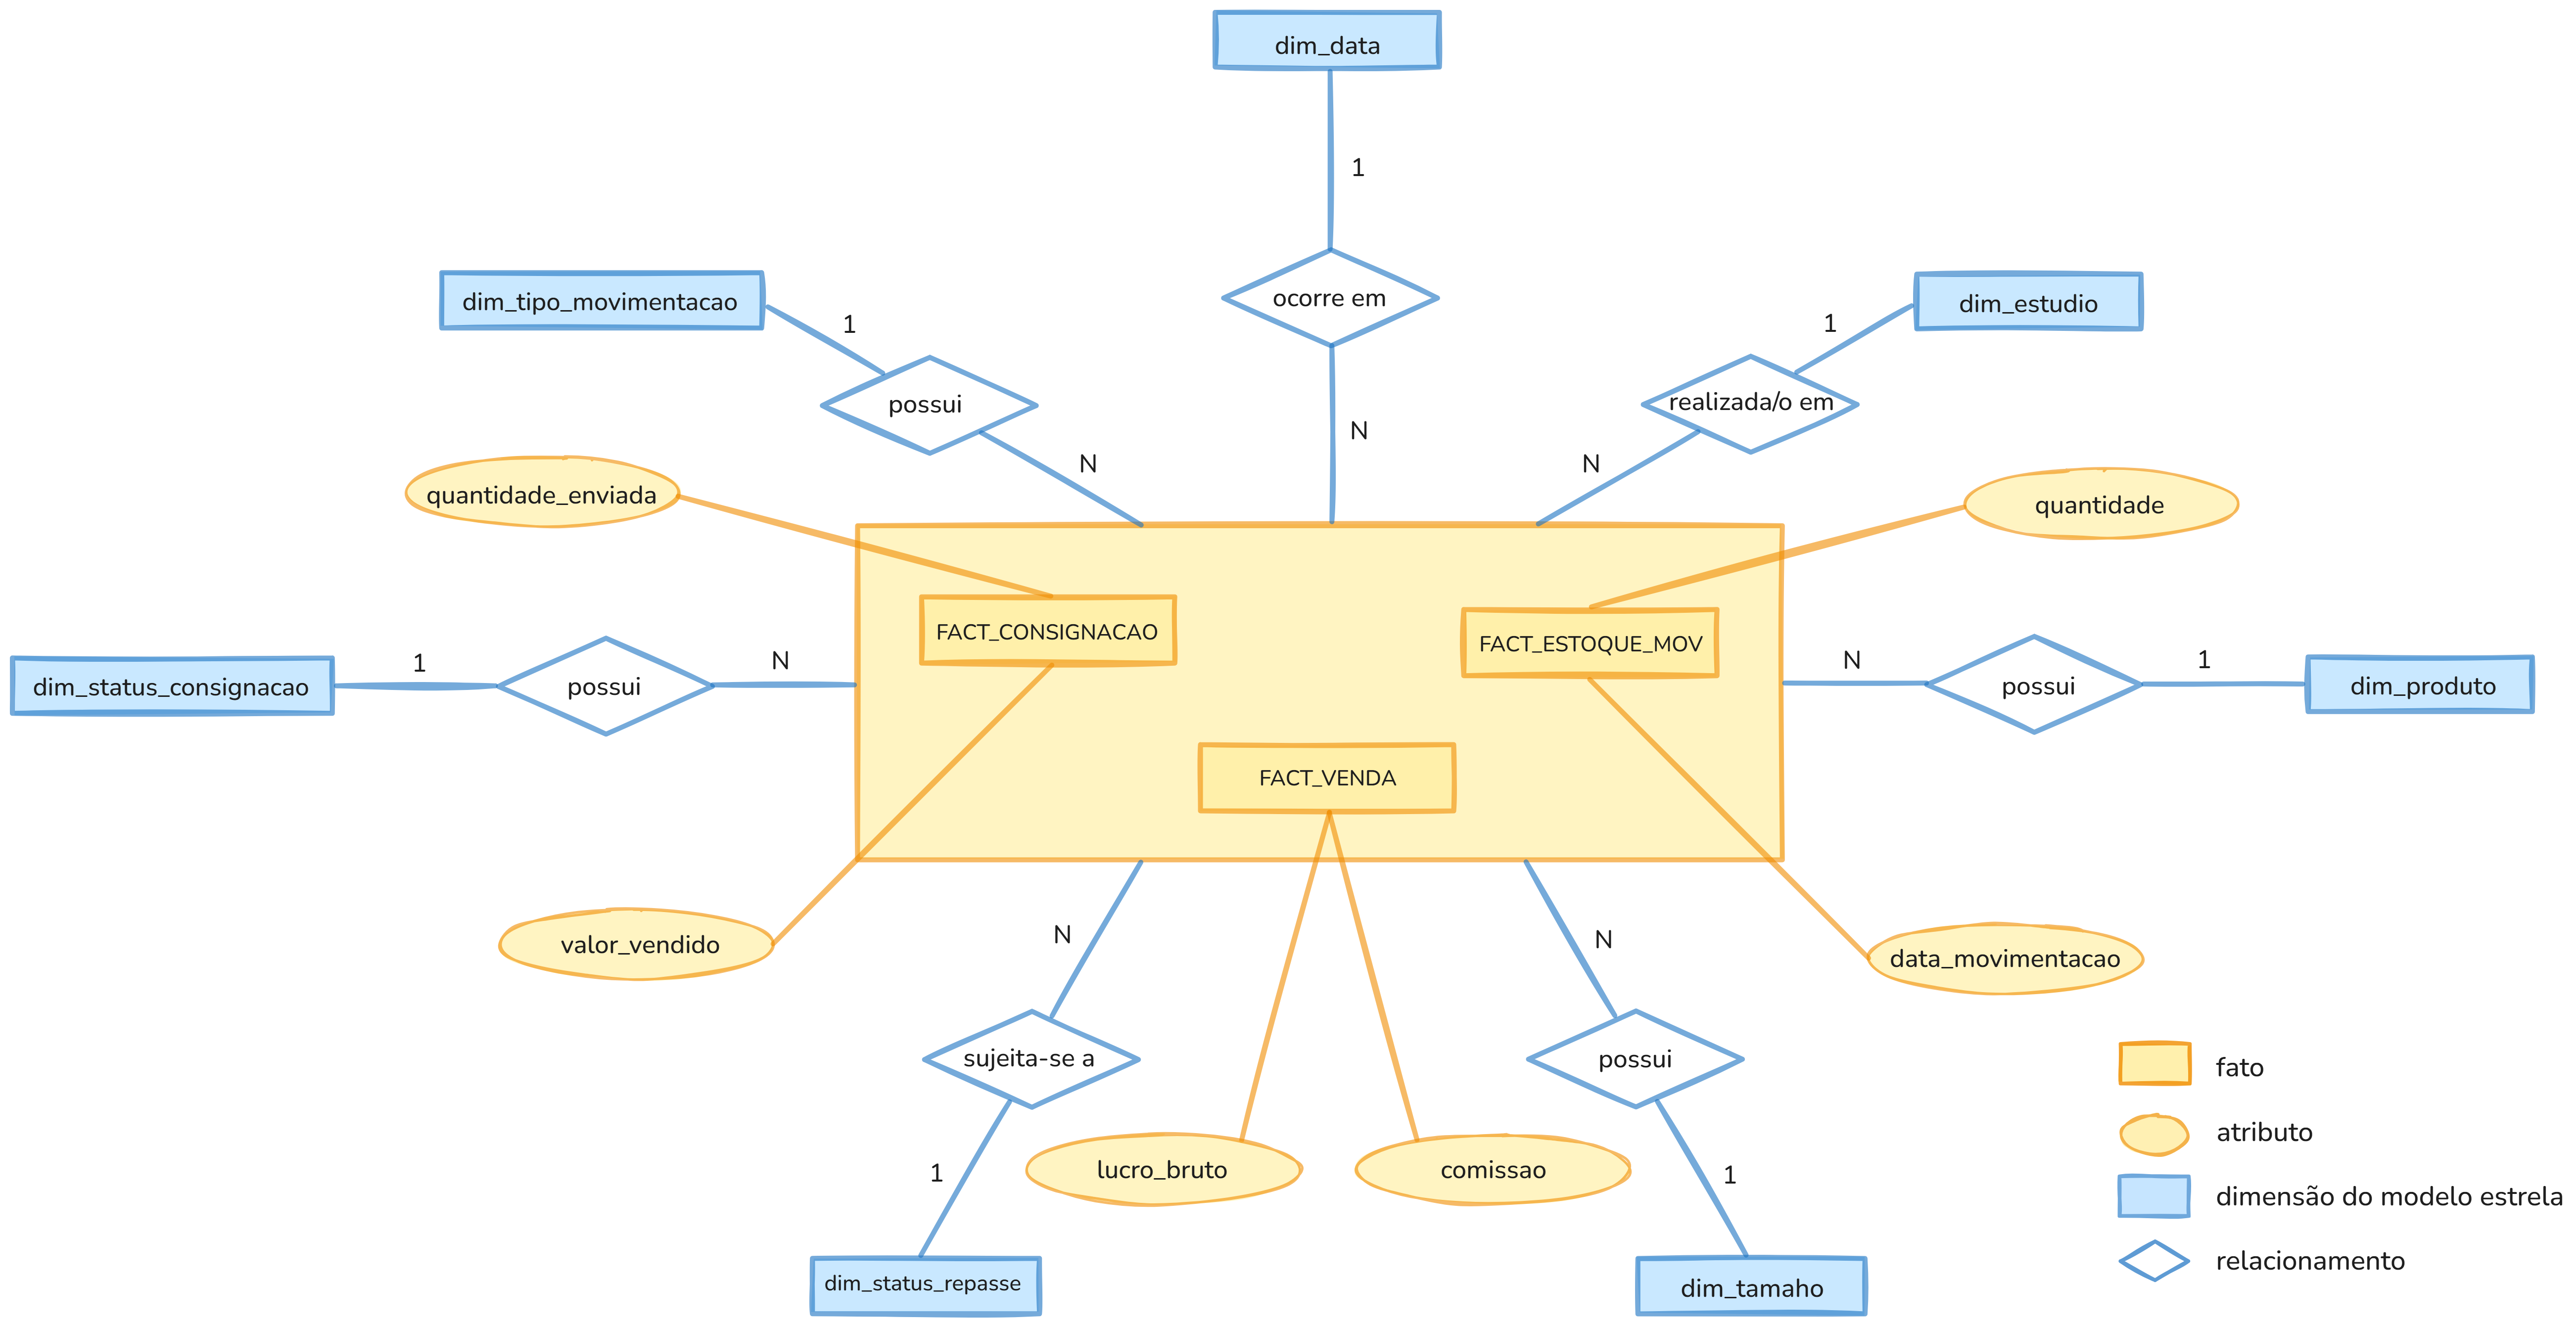 dim_data
1
ocorre em
N
dim_tipo_movimentacao
1
possui
N
dim_estudio
1
realizada/o em
N
quantidade_enviada
quantidade
FACT_CONSIGNACAO
FACT_ESTOQUE_MOV
FACT_VENDA
dim_status_consignacao
1
possui
N
N
possui
1
dim_produto
valor_vendido
data_movimentacao
N
sujeita-se a
1
dim_status_repasse
lucro_bruto
comissao
N
possui
1
dim_tamaho
fato
atributo
dimensão do modelo estrela
relacionamento